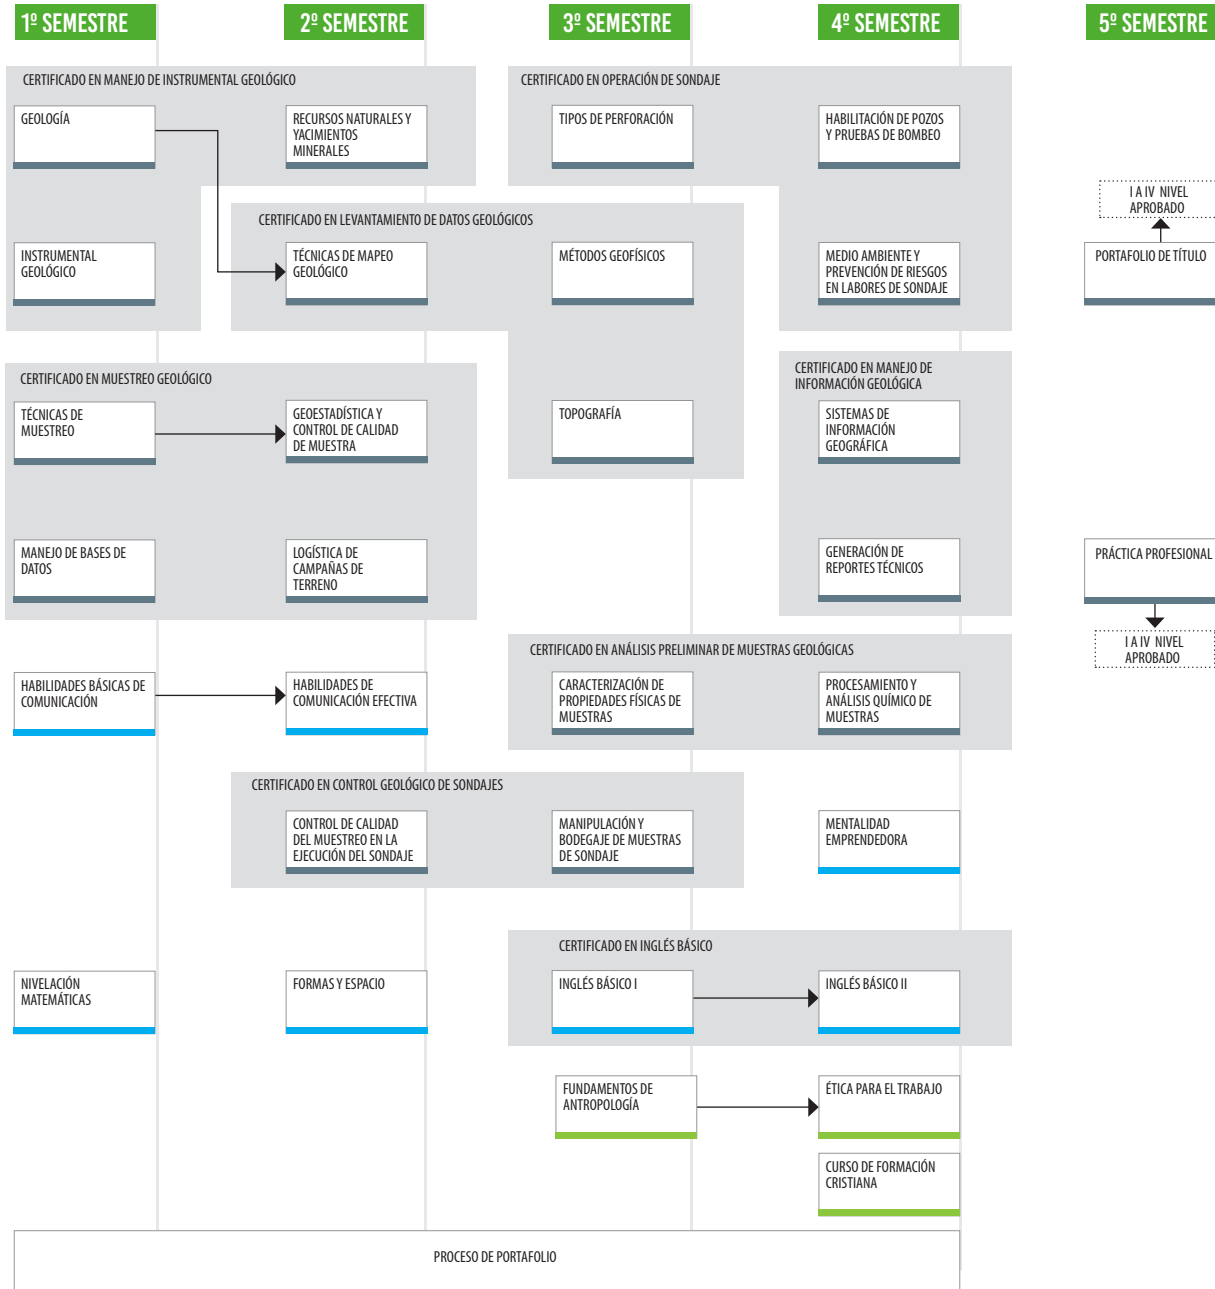 1º SEMESTRE
2º SEMESTRE
3º SEMESTRE
4º SEMESTRE
5º SEMESTRE
CERTIFICADO EN MANEJO DE INSTRUMENTAL GEOLÓGICO
CERTIFICADO EN OPERACIÓN DE SONDAJE
GEOLOGÍA
RECURSOS NATURALES Y
YACIMIENTOS
MINERALES
TIPOS DE PERFORACIÓN
HABILITACIÓN DE POZOS
Y PRUEBAS DE BOMBEO
I A IV NIVEL
APROBADO
CERTIFICADO EN LEVANTAMIENTO DE DATOS GEOLÓGICOS
INSTRUMENTAL
GEOLÓGICO
TÉCNICAS DE MAPEO
GEOLÓGICO
MÉTODOS GEOFÍSICOS
MEDIO AMBIENTE Y
PREVENCIÓN DE RIESGOS
EN LABORES DE SONDAJE
PORTAFOLIO DE TÍTULO
CERTIFICADO EN MUESTREO GEOLÓGICO
CERTIFICADO EN MANEJO DE
INFORMACIÓN GEOLÓGICA
TÉCNICAS DE
MUESTREO
GEOESTADÍSTICA Y
CONTROL DE CALIDAD
DE MUESTRA
TOPOGRAFÍA
SISTEMAS DE
INFORMACIÓN
GEOGRÁFICA
MANEJO DE BASES DE
DATOS
LOGÍSTICA DE
CAMPAÑAS DE
TERRENO
GENERACIÓN DE
REPORTES TÉCNICOS
PRÁCTICA PROFESIONAL
I A IV NIVEL
APROBADO
CERTIFICADO EN ANÁLISIS PRELIMINAR DE MUESTRAS GEOLÓGICAS
HABILIDADES BÁSICAS DE
COMUNICACIÓN
HABILIDADES DE
COMUNICACIÓN EFECTIVA
CARACTERIZACIÓN DE
PROPIEDADES FÍSICAS DE
MUESTRAS
PROCESAMIENTO Y
ANÁLISIS QUÍMICO DE
MUESTRAS
CERTIFICADO EN CONTROL GEOLÓGICO DE SONDAJES
CONTROL DE CALIDAD
DEL MUESTREO EN LA
EJECUCIÓN DEL SONDAJE
MANIPULACIÓN Y
BODEGAJE DE MUESTRAS
DE SONDAJE
MENTALIDAD
EMPRENDEDORA
CERTIFICADO EN INGLÉS BÁSICO
NIVELACIÓN
MATEMÁTICAS
FORMAS Y ESPACIO
INGLÉS BÁSICO I
INGLÉS BÁSICO II
FUNDAMENTOS DE
ANTROPOLOGÍA
ÉTICA PARA EL TRABAJO
CURSO DE FORMACIÓN
CRISTIANA
PROCESO DE PORTAFOLIO